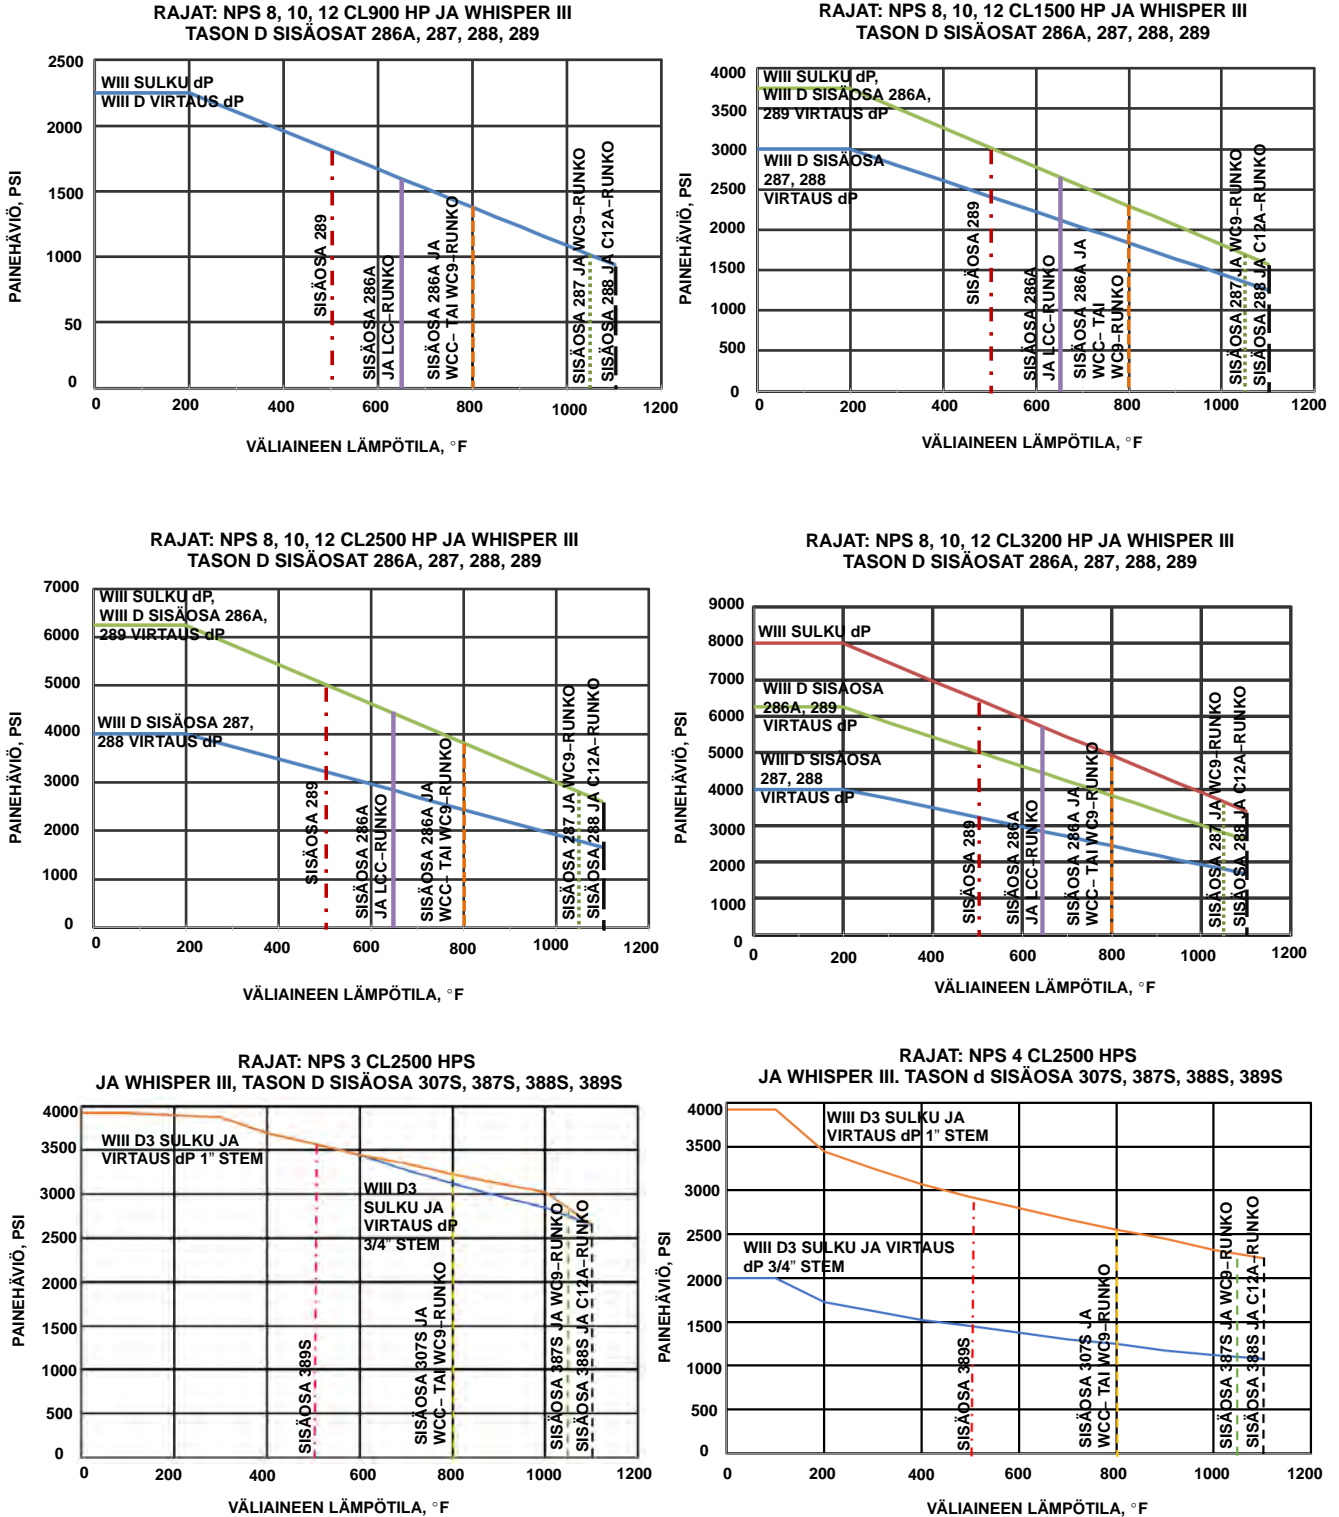 RAJAT: NPS 8, 10, 12 CL900 HP JA WHISPER III
TASON D SISÄOSAT 286A, 287, 288, 289
2500
2000
1500
1000
50
0
PAINEHÄVIÖ, PSI
WIII SULKU dP
WIII D VIRTAUS dP
SISÄOSA 289
SISÄOSA 286A
JA LCC–RUNKO
SISÄOSA 286A JA
WCC– TAI WC9–RUNKO
SISÄOSA 287 JA WC9–RUNKO
SISÄOSA 288 JA C12A–RUNKO
0 200 400 600 800 1000 1200
VÄLIAINEEN LÄMPÖTILA, °F
RAJAT: NPS 8, 10, 12 CL1500 HP JA WHISPER III
TASON D SISÄOSAT 286A, 287, 288, 289
4000
3500
3000
2500
2000
1500
1000
500
0
PAINEHÄVIÖ, PSI
WIII SULKU dP,
WIII D SISÄOSA 286A,
289 VIRTAUS dP
WIII D SISÄOSA
287, 288
VIRTAUS dP
SISÄOSA 289
SISÄOSA 286A
JA LCC–RUNKO
SISÄOSA 286A JA
WCC– TAI
WC9–RUNKO
SISÄOSA 287 JA WC9–RUNKO
SISÄOSA 288 JA C12A–RUNKO
0 200 400 600 800 1000 1200
VÄLIAINEEN LÄMPÖTILA, °F
RAJAT: NPS 8, 10, 12 CL2500 HP JA WHISPER III
TASON D SISÄOSAT 286A, 287, 288, 289
7000
6000
5000
4000
3000
2000
1000
0
PAINEHÄVIÖ, PSI
WIII SULKU dP,
WIII D SISÄOSA 286A,
289 VIRTAUS dP
WIII D SISÄOSA 287,
288 VIRTAUS dP
SISÄOSA 289
SISÄOSA 286A
JA LCC–RUNKO
SISÄOSA 286A JA
WCC– TAI WC9–RUNKO
SISÄOSA 287 JA WC9–RUNKO
SISÄOSA 288 JA C12A–RUNKO
0 200 400 600 800 1000 1200
VÄLIAINEEN LÄMPÖTILA, °F
RAJAT: NPS 8, 10, 12 CL3200 HP JA WHISPER III
TASON D SISÄOSAT 286A, 287, 288, 289
9000
8000
7000
6000
5000
4000
3000
2000
1000
0
PAINEHÄVIÖ, PSI
WIII SULKU dP
WIII D SISÄOSA
286A, 289
VIRTAUS dP
WIII D SISÄOSA
287, 288
VIRTAUS dP
SISÄOSA 289
SISÄOSA 286A
JA LCC–RUNKO
SISÄOSA 286A JA
WCC– TAI WC9–RUNKO
SISÄOSA 287 JA WC9–RUNKO
SISÄOSA 288 JA C12A–RUNKO
0 200 400 600 800 1000 1200
VÄLIAINEEN LÄMPÖTILA, °F
RAJAT: NPS 3 CL2500 HPS
JA WHISPER III, TASON D SISÄOSA 307S, 387S, 388S, 389S
4000
3500
3000
2500
2000
1500
1000
500
0
PAINEHÄVIÖ, PSI
WIII D3 SULKU JA
VIRTAUS dP 1” STEM
WIII D3
SULKU JA
VIRTAUS dP
3/4” STEM
SISÄOSA 389S
SISÄOSA 307S JA
WCC– TAI WC9–RUNKO
SISÄOSA 387S JA WC9–RUNKO
SISÄOSA 388S JA C12A–RUNKO
0 200 400 600 800 1000 1200
VÄLIAINEEN LÄMPÖTILA, °F
RAJAT: NPS 4 CL2500 HPS
JA WHISPER III. TASON d SISÄOSA 307S, 387S, 388S, 389S
4000
3500
3000
2500
2000
1500
1000
500
0
PAINEHÄVIÖ, PSI
WIII D3 SULKU JA
VIRTAUS dP 1” STEM
WIII D3 SULKU JA VIRTAUS
dP 3/4” STEM
SISÄOSA 389S
SISÄOSA 307S JA
WCC– TAI WC9–RUNKO
SISÄOSA 387S JA WC9–RUNKO
SISÄOSA 388S JA C12A–RUNKO
0 200 400 600 800 1000 1200
VÄLIAINEEN LÄMPÖTILA, °F